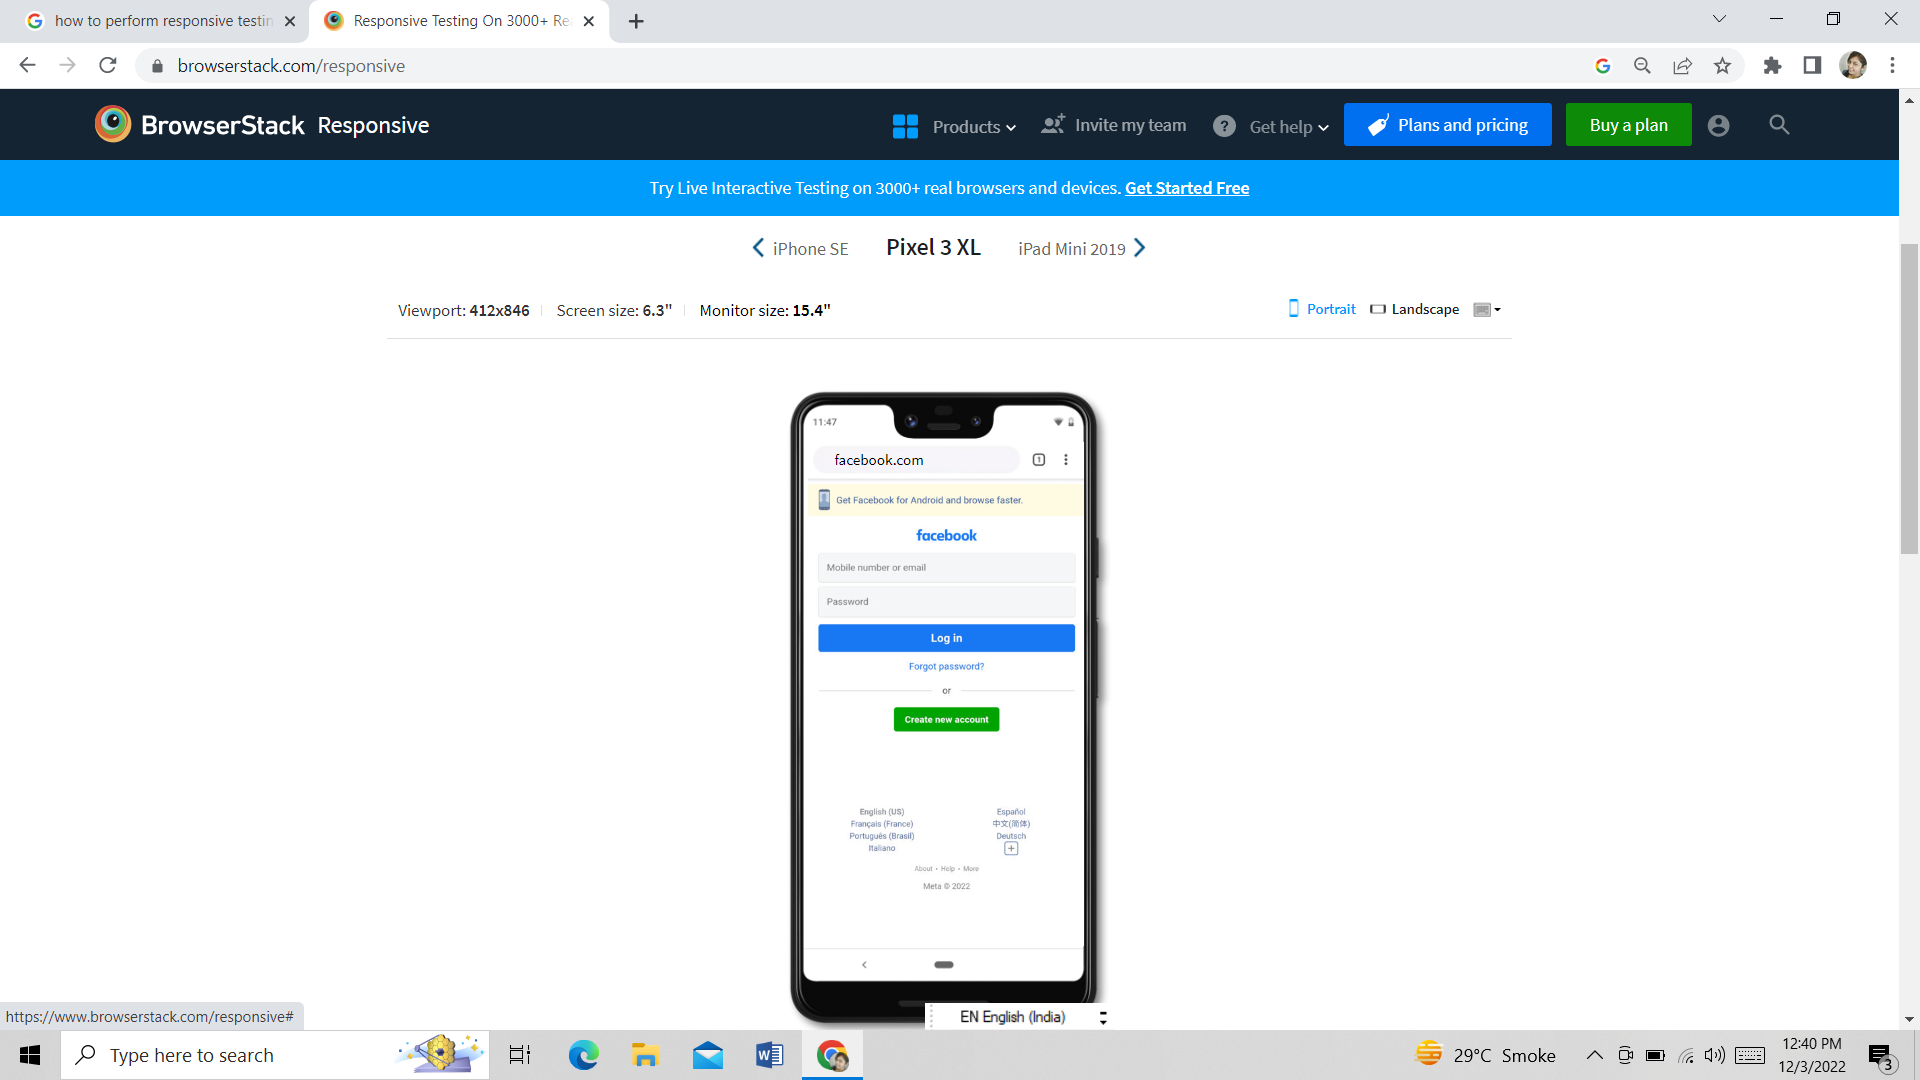 how to perform responsive testin
Responsive Testing On 3000+ Re
browserstack.com/responsive
BrowserStack Responsive
Products
Invite my team
Get help
Plans and pricing
Buy a plan
Try Live Interactive Testing on 3000+ real browsers and devices. Get Started Free
iPhone SE
Pixel 3 XL
iPad Mini 2019
Viewport: 412x846
Screen size: 6.3"
Monitor size: 15.4"
Portrait
Landscape
11:47
facebook.com
1
Get Facebook for Android and browse faster.
facebook
Mobile number or email
Password
Log in
Forgot password?
or
Create new account
English (US)
Español
Français (France)
中文(简体)
Português (Brasil)
Deutsch
Italiano
About • Help • More
Meta © 2022
https://www.browserstack.com/responsive#
EN English (India)
Type here to search
29°C Smoke
12:40 PM
12/3/2022
3